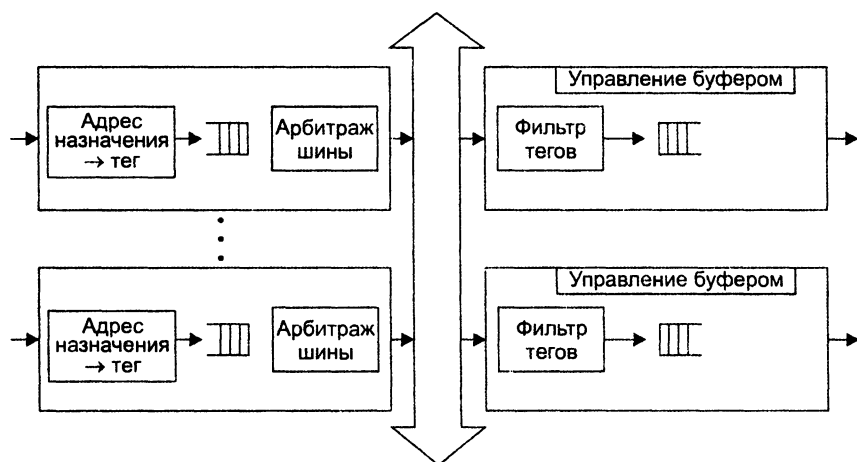 Управление буфером
Адрес
назначения
→ тег
Арбитраж
шины
Фильтр
тегов
Управление буфером
Адрес
назначения
→ тег
Арбитраж
шины
Фильтр
тегов